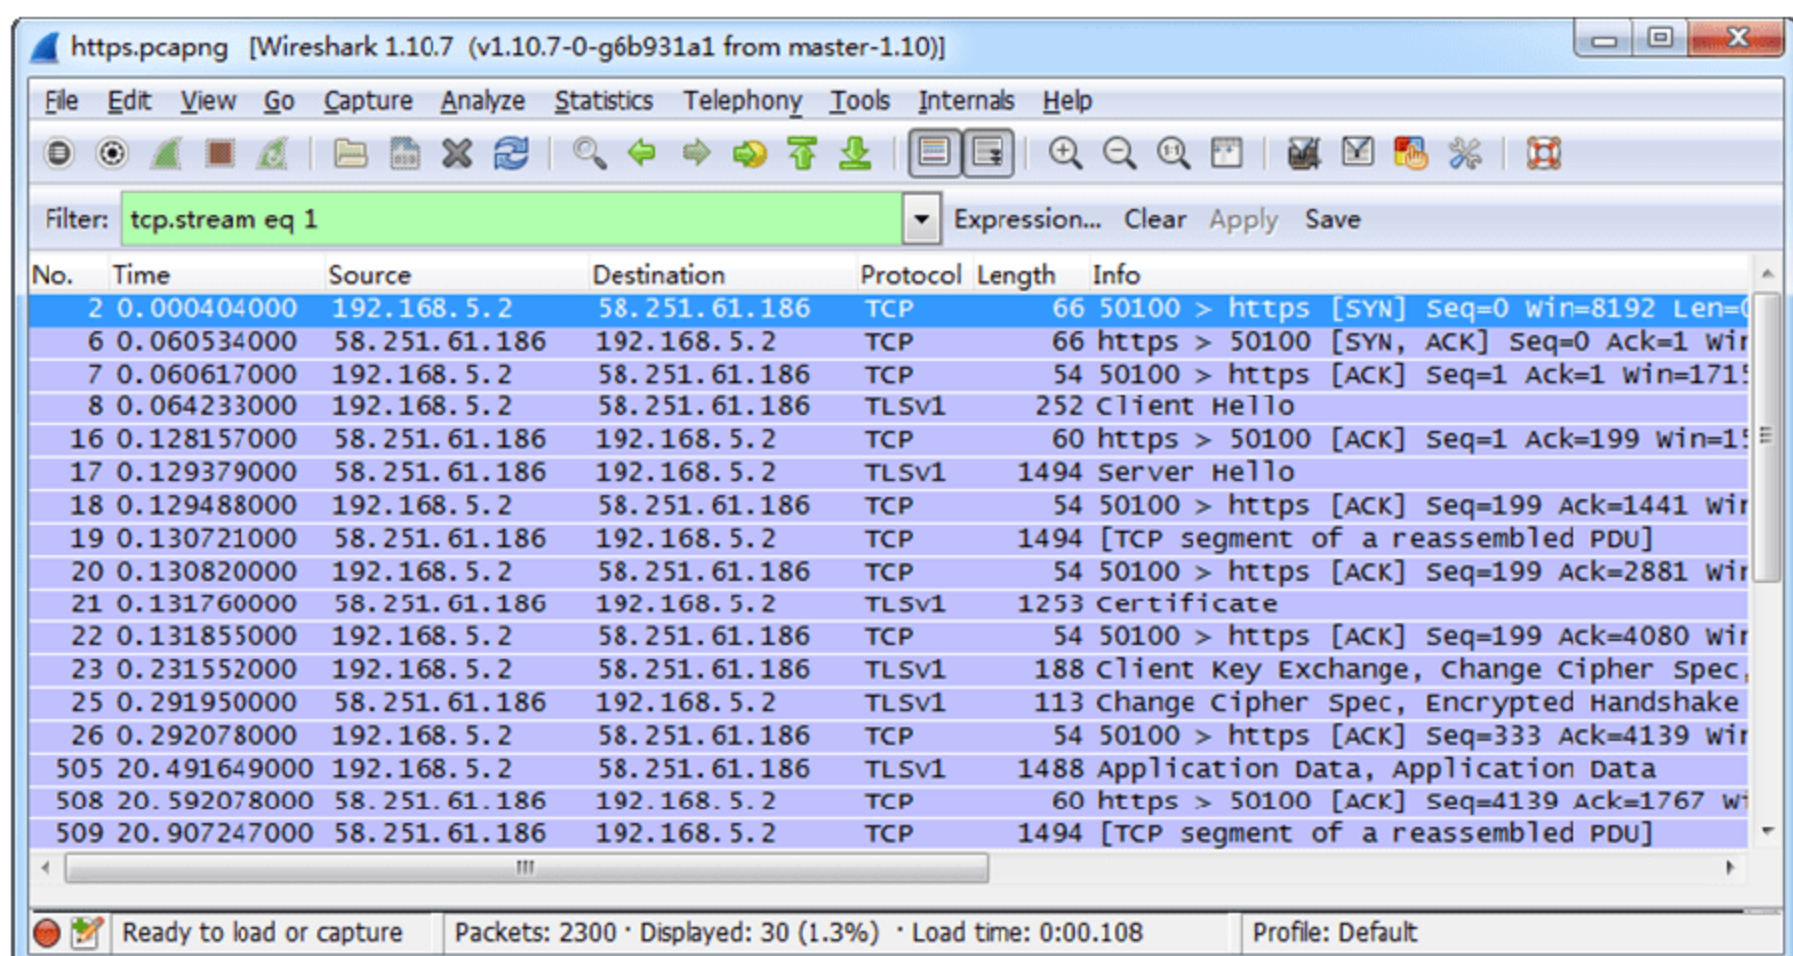 https.pcapng [Wireshark 1.10.7 (v1.10.7-0-g6b931a1 from master-1.10)]
File Edit View Go Capture Analyze Statistics Telephony Tools Internals Help
Filter: tcp.stream eq 1 Expression... Clear Apply Save
No. Time Source Destination Protocol Length Info
2 0.000404000 192.168.5.2 58.251.61.186 TCP 66 50100 > https [SYN] Seq=0 Win=8192 Len=0
6 0.060534000 58.251.61.186 192.168.5.2 TCP 66 https > 50100 [SYN, ACK] Seq=0 Ack=1 Win
7 0.060617000 192.168.5.2 58.251.61.186 TCP 54 50100 > https [ACK] Seq=1 Ack=1 Win=1715
8 0.064233000 192.168.5.2 58.251.61.186 TLSv1 252 Client Hello
16 0.128157000 58.251.61.186 192.168.5.2 TCP 60 https > 50100 [ACK] Seq=1 Ack=199 Win=15
17 0.129379000 58.251.61.186 192.168.5.2 TLSv1 1494 Server Hello
18 0.129488000 192.168.5.2 58.251.61.186 TCP 54 50100 > https [ACK] Seq=199 Ack=1441 Win
19 0.130721000 58.251.61.186 192.168.5.2 TCP 1494 [TCP segment of a reassembled PDU]
20 0.130820000 192.168.5.2 58.251.61.186 TCP 54 50100 > https [ACK] Seq=199 Ack=2881 Win
21 0.131760000 58.251.61.186 192.168.5.2 TLSv1 1253 Certificate
22 0.131855000 192.168.5.2 58.251.61.186 TCP 54 50100 > https [ACK] Seq=199 Ack=4080 Win
23 0.231552000 192.168.5.2 58.251.61.186 TLSv1 188 Client Key Exchange, Change Cipher Spec,
25 0.291950000 58.251.61.186 192.168.5.2 TLSv1 113 Change Cipher Spec, Encrypted Handshake
26 0.292078000 192.168.5.2 58.251.61.186 TCP 54 50100 > https [ACK] Seq=333 Ack=4139 Win
505 20.491649000 192.168.5.2 58.251.61.186 TLSv1 1488 Application Data, Application Data
508 20.592078000 58.251.61.186 192.168.5.2 TCP 60 https > 50100 [ACK] Seq=4139 Ack=1767 Wi
509 20.907247000 58.251.61.186 192.168.5.2 TCP 1494 [TCP segment of a reassembled PDU]
Ready to load or capture Packets: 2300 · Displayed: 30 (1.3%) · Load time: 0:00.108 Profile: Default